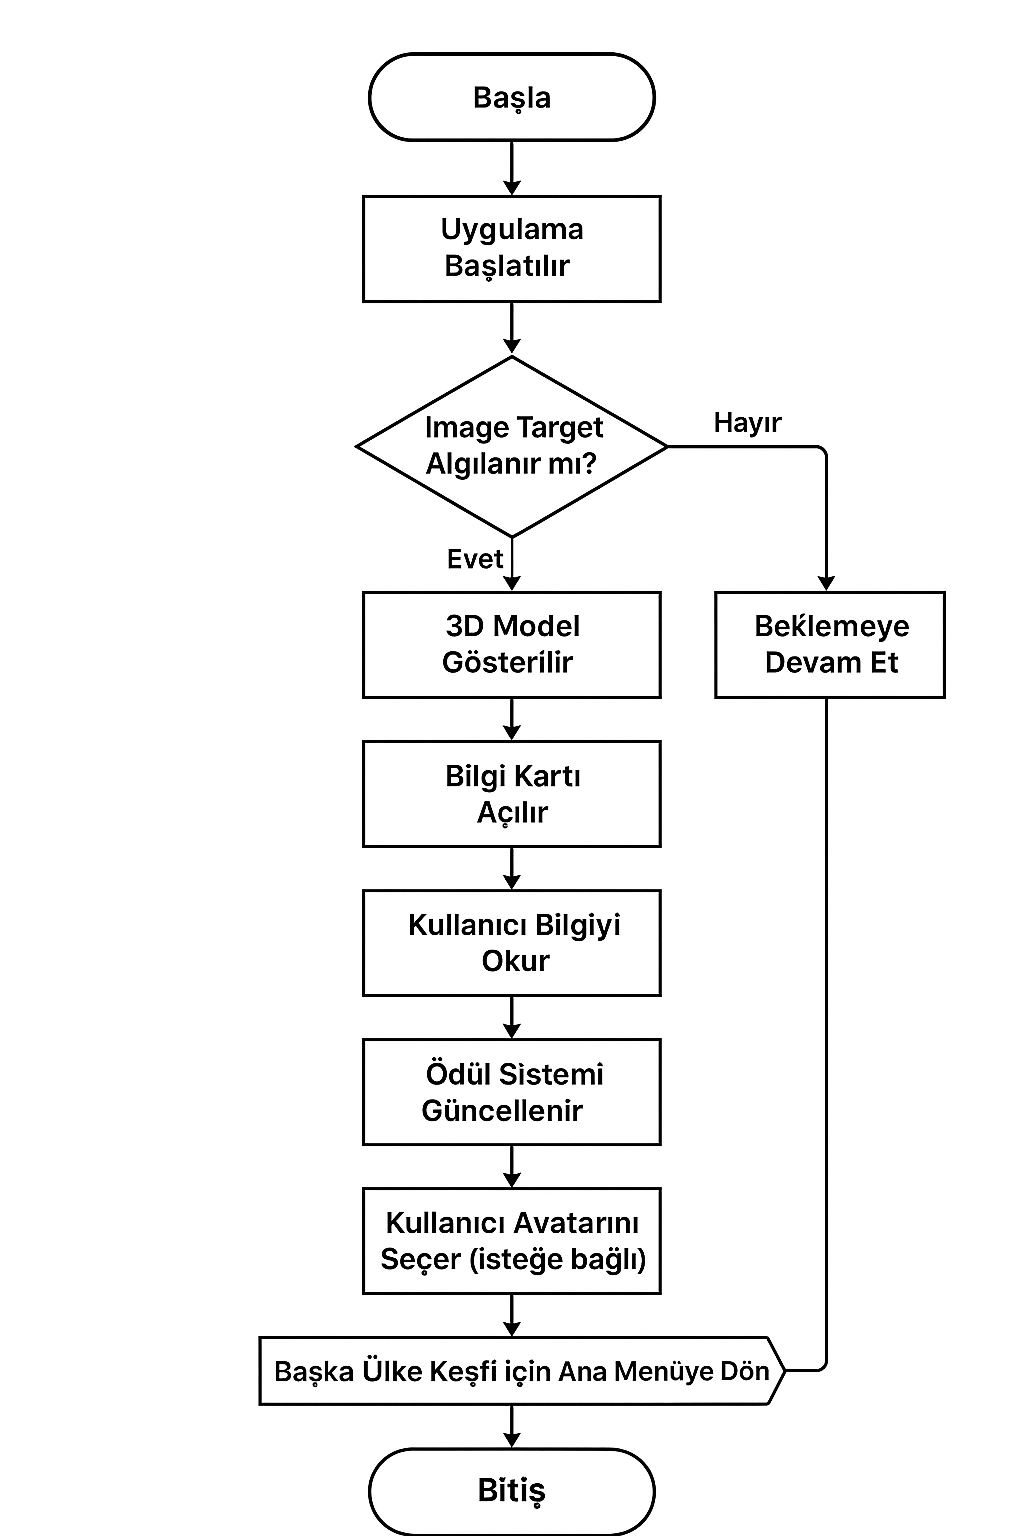 Başla
Uygulama
Başlatılır
Image Target
Algılanır mı?
Hayır
Evet
3D Model
Gösterilir
Beklemeye
Devam Et
Bilgi Kartı
Açılır
Kullanıcı Bilgiyi
Okur
Ödül Sistemi
Güncellenir
Kullanıcı Avatarını
Seçer (isteğe bağlı)
Başka Ülke Keşfi için Ana Menüye Dön
Bitiş